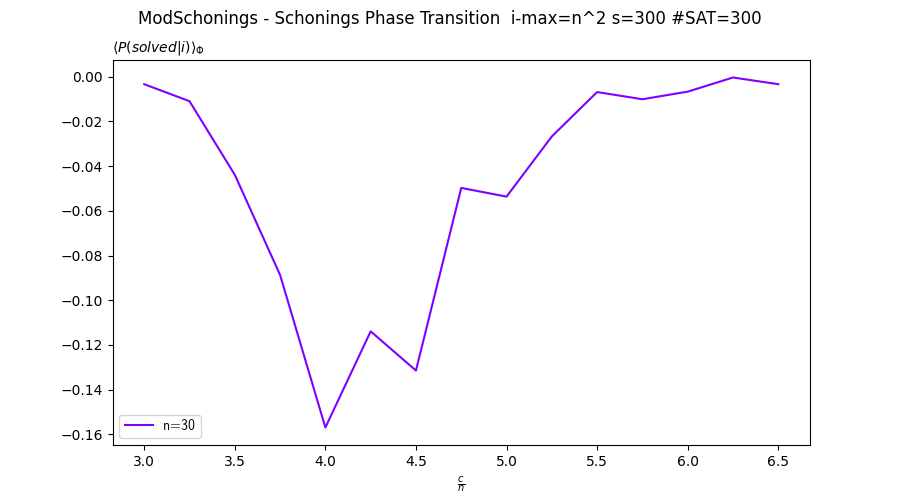 ModSchonings - Schonings Phase Transition  i-max=n^2 s=300 #SAT=300
⟨P(solved|i)⟩Φ
0.00
−0.02
−0.04
−0.06
−0.08
−0.10
−0.12
−0.14
−0.16
n=30
3.0 3.5 4.0 4.5 5.0 5.5 6.0 6.5
c/n